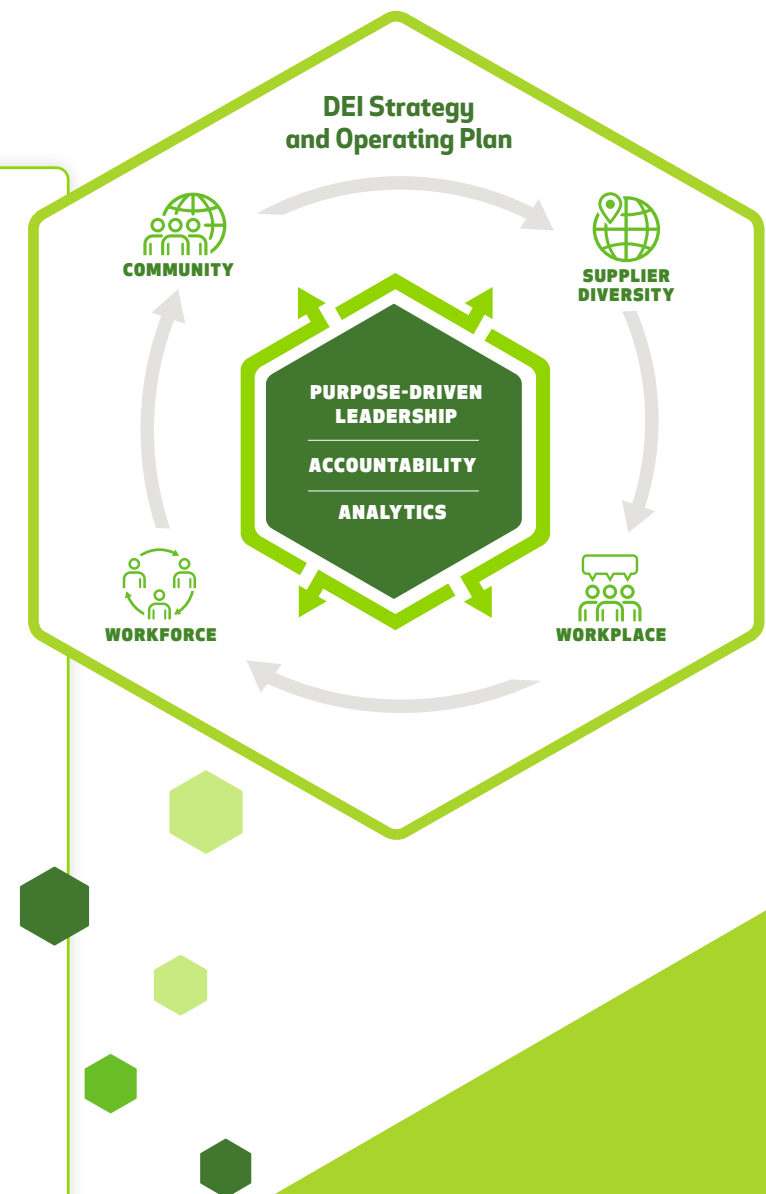 DEI Strategy
and Operating Plan
COMMUNITY
SUPPLIER
DIVERSITY
PURPOSE-DRIVEN
LEADERSHIP
ACCOUNTABILITY
ANALYTICS
WORKFORCE
WORKPLACE